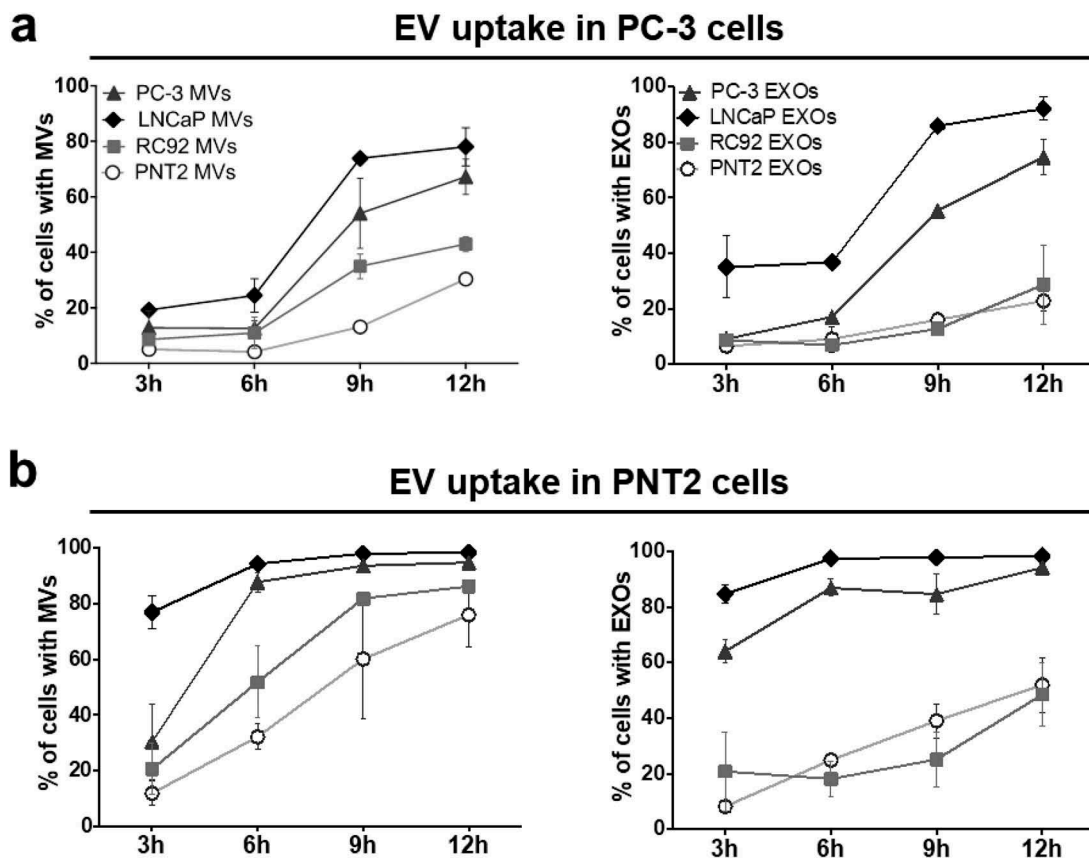 a
EV uptake in PC-3 cells
% of cells with MVs
100
80
60
40
20
0
PC-3 MVs
LNCaP MVs
RC92 MVs
PNT2 MVs
3h 6h 9h 12h
% of cells with EXOs
100
80
60
40
20
0
PC-3 EXOs
LNCaP EXOs
RC92 EXOs
PNT2 EXOs
3h 6h 9h 12h
b
EV uptake in PNT2 cells
% of cells with MVs
100
80
60
40
20
0
3h 6h 9h 12h
% of cells with EXOs
100
80
60
40
20
0
3h 6h 9h 12h